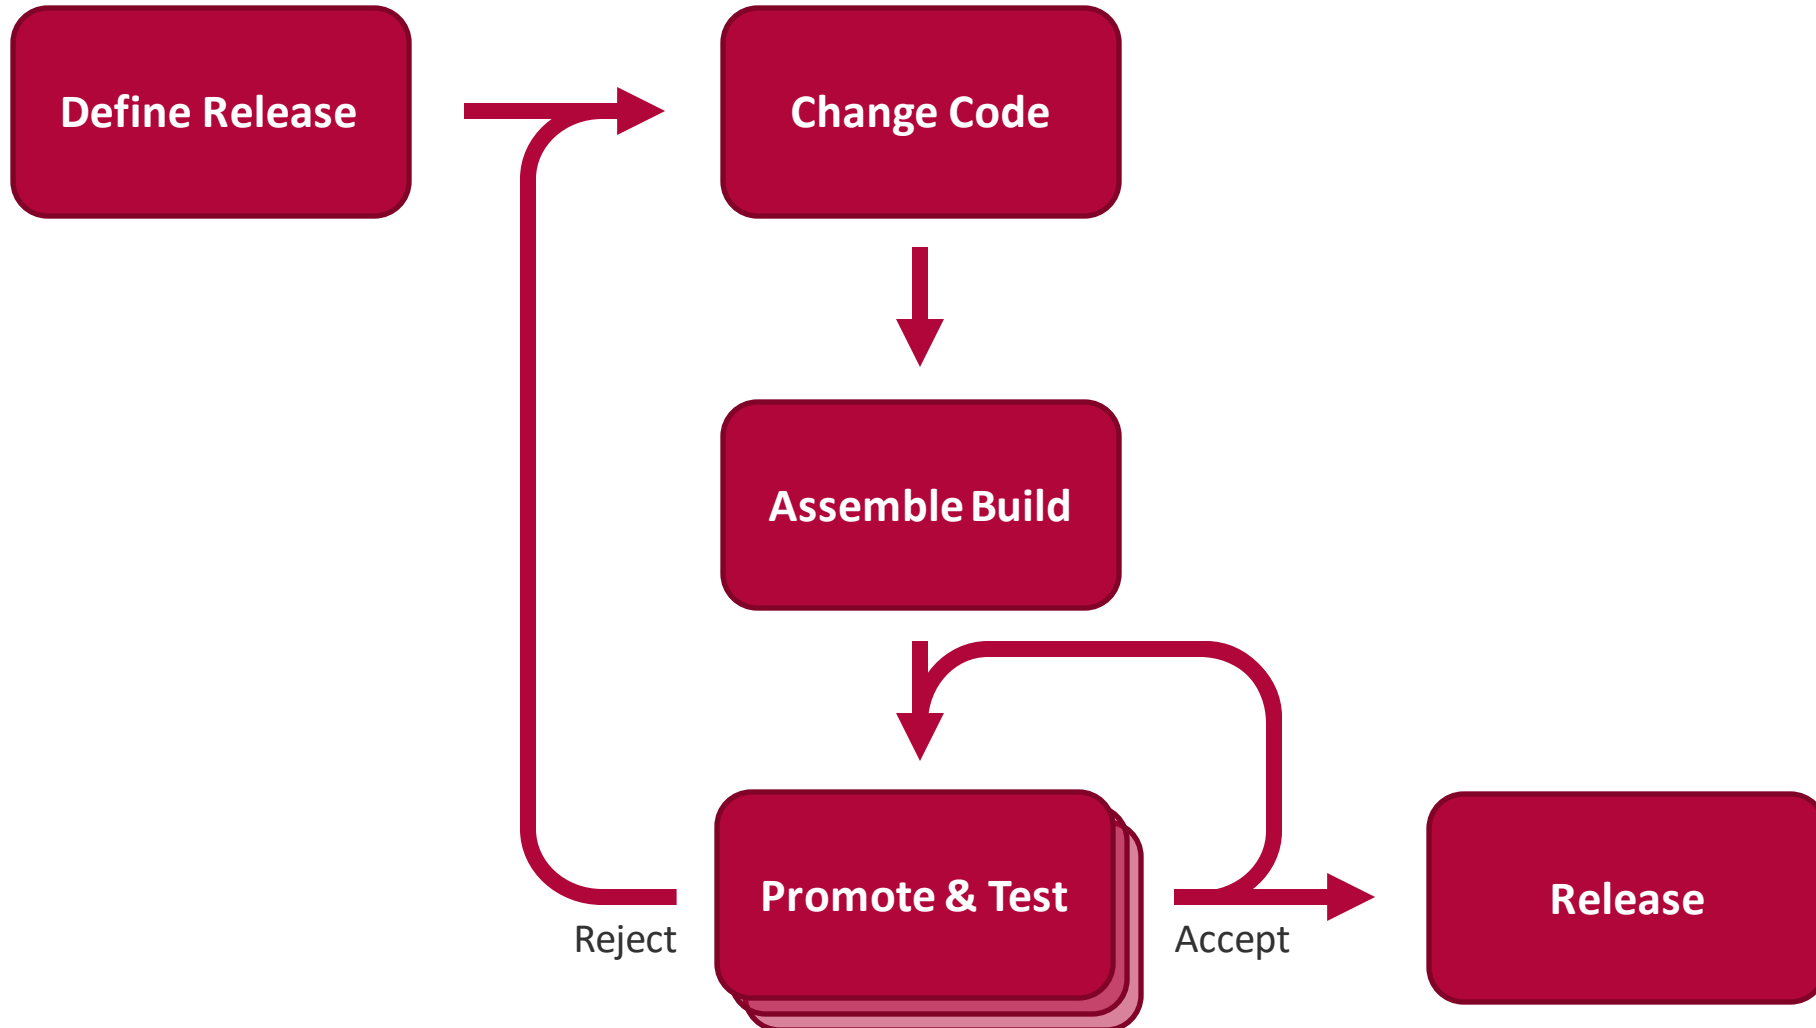 Define Release
Change Code
Assemble Build
Promote & Test
Release
Reject
Accept